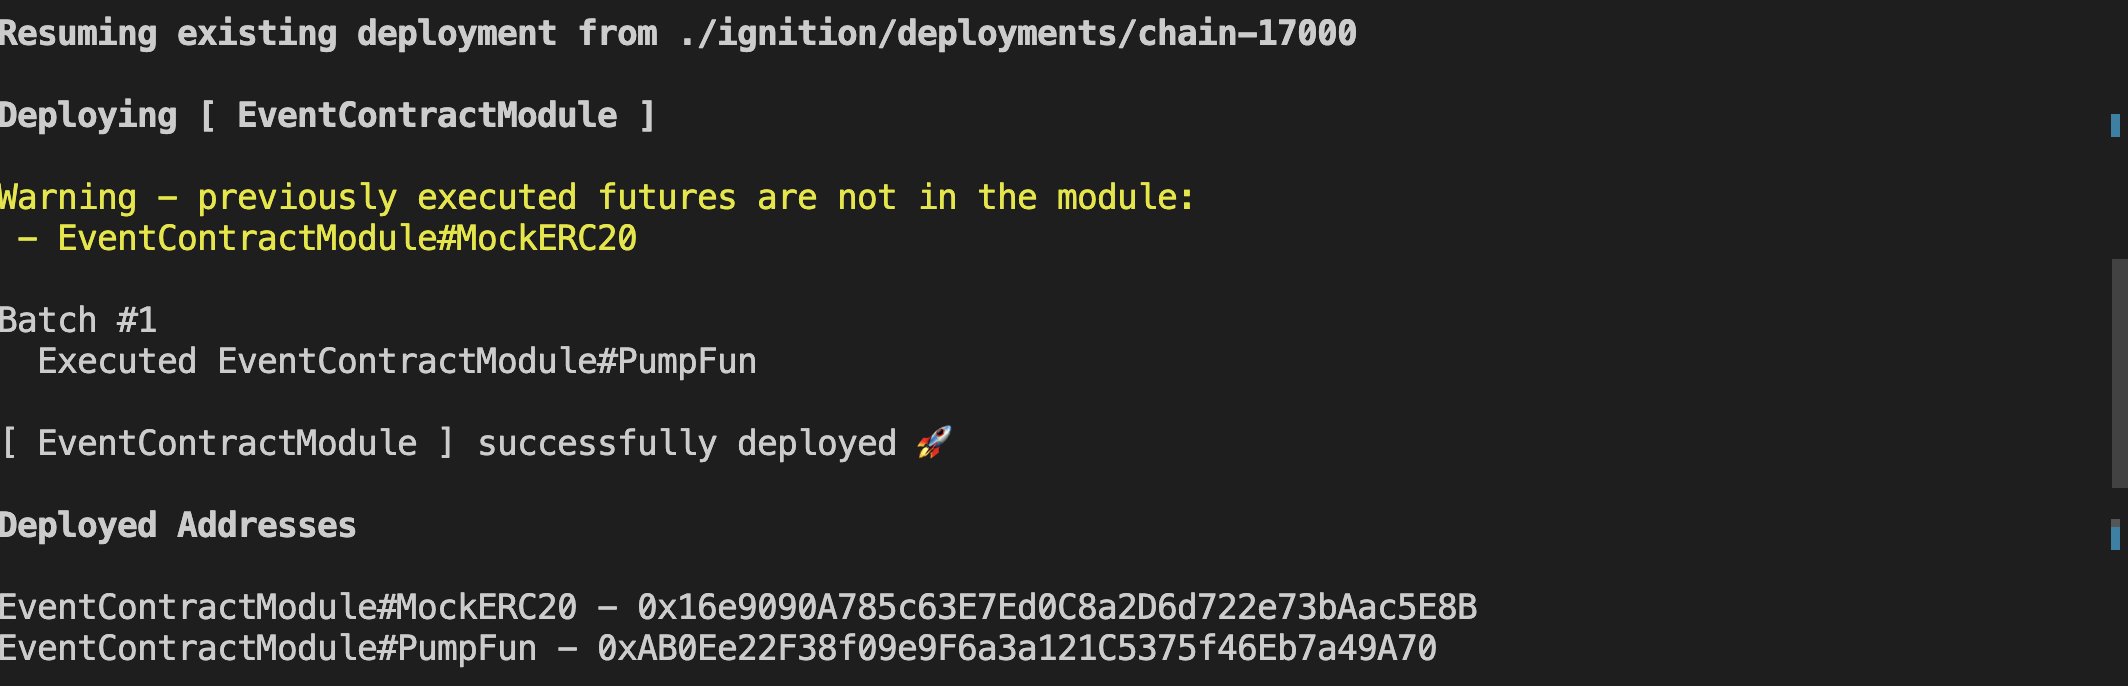 Resuming existing deployment from ./ignition/deployments/chain-17000
Deploying [ EventContractModule ]
Warning – previously executed futures are not in the module:
– EventContractModule#MockERC20
Batch #1
Executed EventContractModule#PumpFun
[ EventContractModule ] successfully deployed 🚀
Deployed Addresses
EventContractModule#MockERC20 – 0x16e9090A785c63E7Ed0C8a2D6d722e73bAac5E8B
EventContractModule#PumpFun – 0xAB0Ee22F38f09e9F6a3a121C5375f46Eb7a49A70